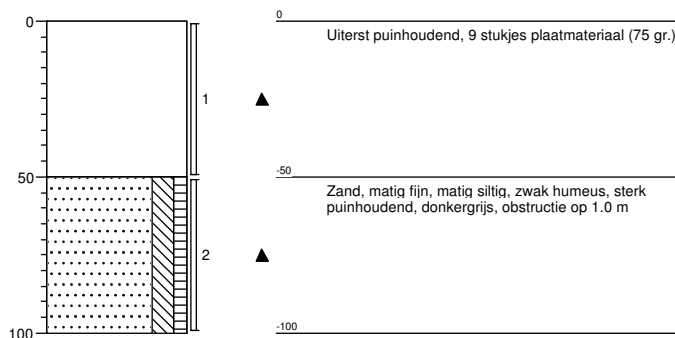 0
0
Uiterst puinhoudend, 9 stukjes plaatmateriaal (75 gr.)
1
50
-50
Zand, matig fijn, matig siltig, zwak humeus, sterk
puinhoudend, donkergrijs, obstructie op 1.0 m
2
100
-100